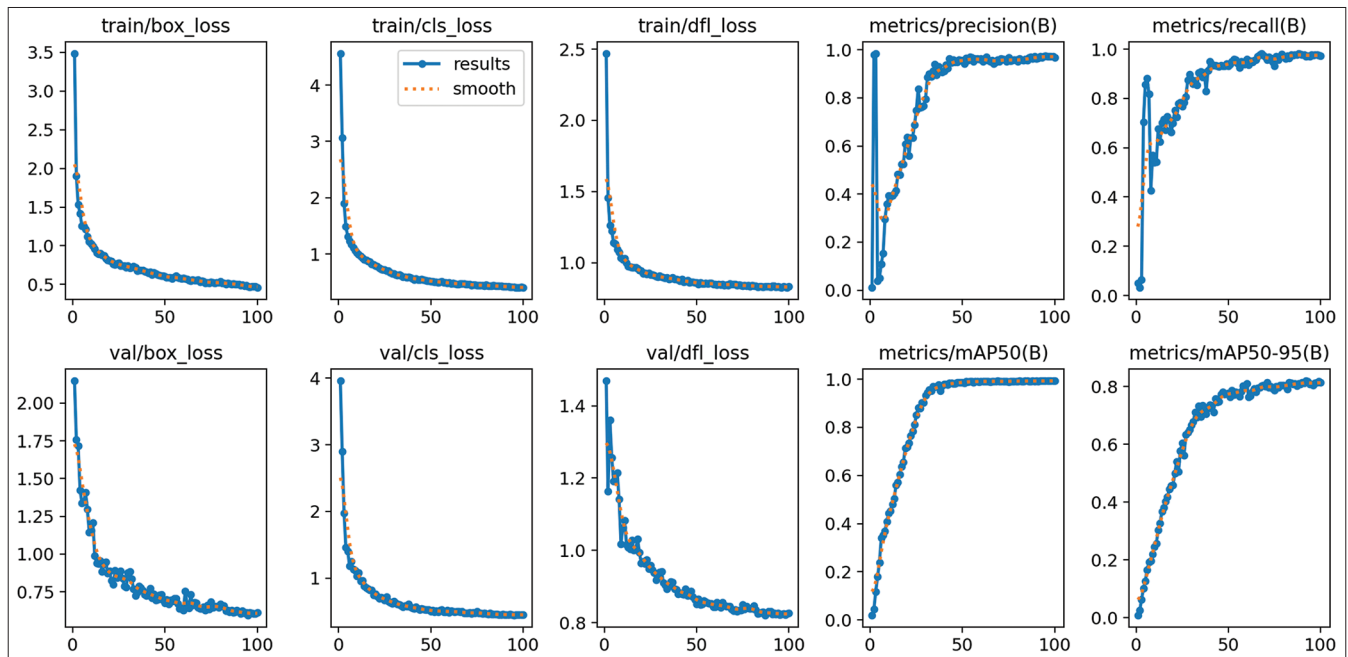 train/box_loss
3.5
3.0
2.5
2.0
1.5
1.0
0.5
0 50 100
train/cls_loss
results
smooth
4
3
2
1
0 50 100
train/dfl_loss
2.5
2.0
1.5
1.0
0 50 100
metrics/precision(B)
1.0
0.8
0.6
0.4
0.2
0.0
0 50 100
metrics/recall(B)
1.0
0.8
0.6
0.4
0.2
0.0
0 50 100
val/box_loss
2.00
1.75
1.50
1.25
1.00
0.75
0 50 100
val/cls_loss
4
3
2
1
0 50 100
val/dfl_loss
1.4
1.2
1.0
0.8
0 50 100
metrics/mAP50(B)
1.0
0.8
0.6
0.4
0.2
0.0
0 50 100
metrics/mAP50-95(B)
0.8
0.6
0.4
0.2
0.0
0 50 100